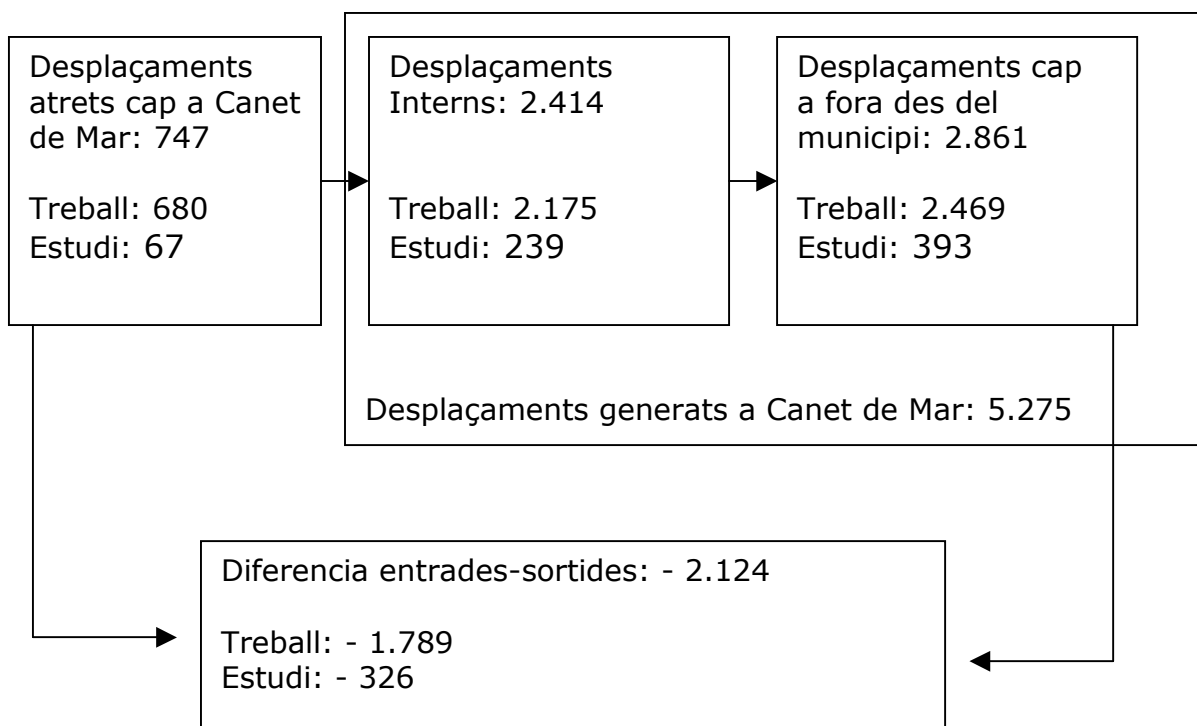 Desplaçaments
atrets cap a Canet
de Mar: 747
Treball: 680
Estudi: 67
Desplaçaments
Interns: 2.414
Treball: 2.175
Estudi: 239
Desplaçaments cap
a fora des del
municipi: 2.861
Treball: 2.469
Estudi: 393
Desplaçaments generats a Canet de Mar: 5.275
Diferencia entrades-sortides: - 2.124
Treball: - 1.789
Estudi: - 326